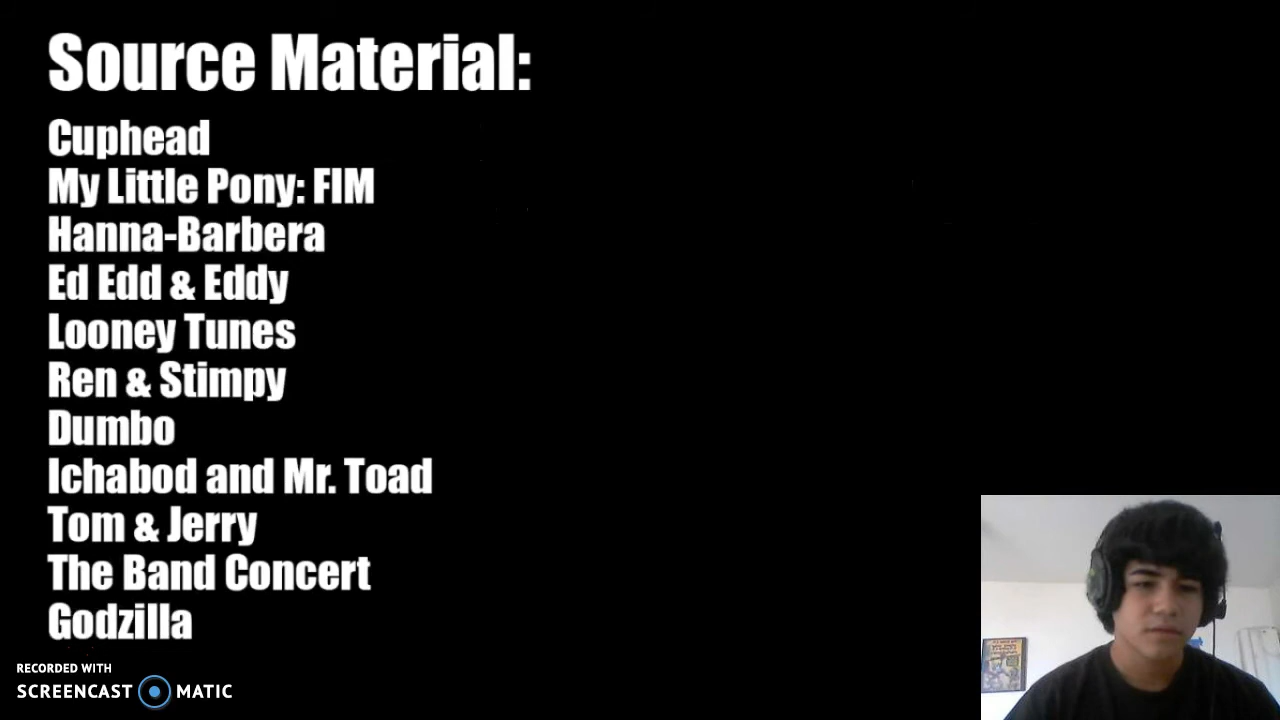 Source Material:
Cuphead
My Little Pony: FIM
Hanna-Barbera
Ed Edd & Eddy
Looney Tunes
Ren & Stimpy
Dumbo
Ichabod and Mr. Toad
Tom & Jerry
The Band Concert
Godzilla
RECORDED WITH
SCREENCAST MATIC